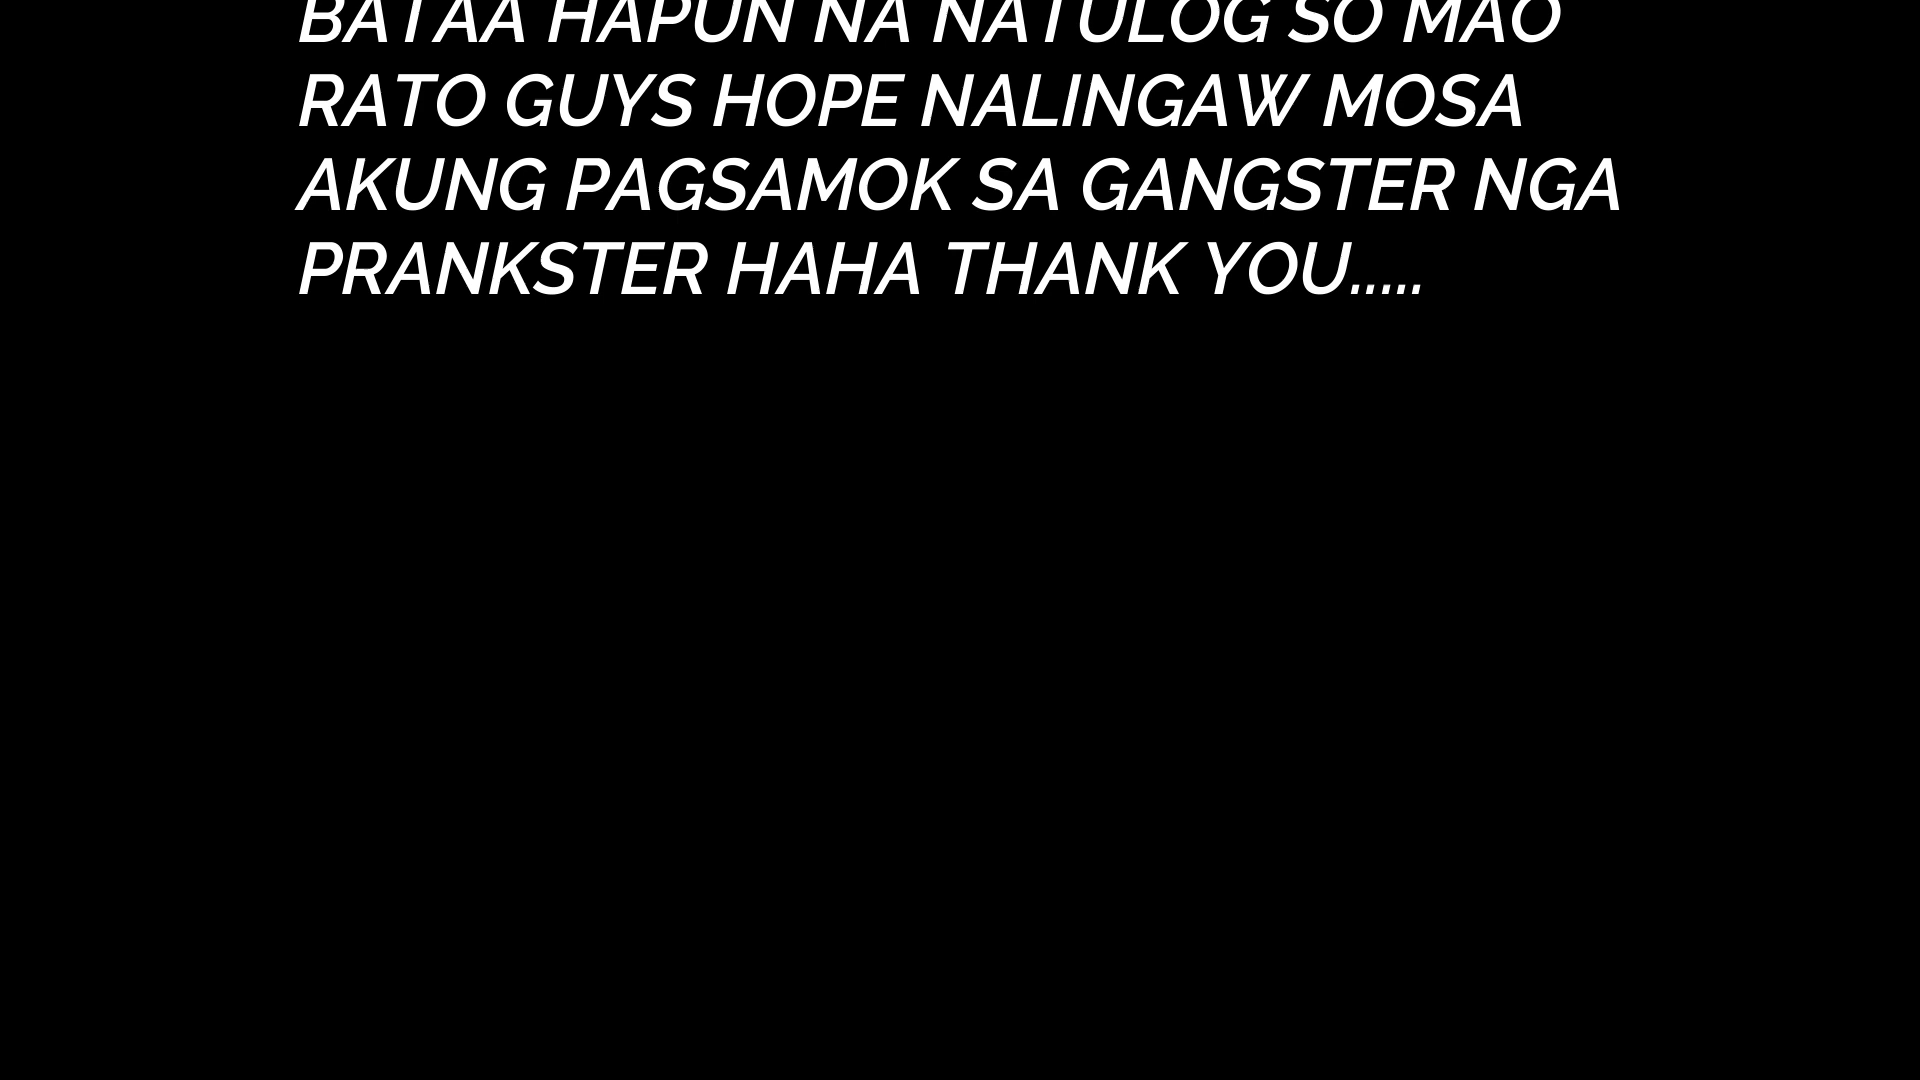 BATAA HAPUN NA NATULOG SO MAO
RATO GUYS HOPE NALINGAW MOSA
AKUNG PAGSAMOK SA GANGSTER NGA
PRANKSTER HAHA THANK YOU.....